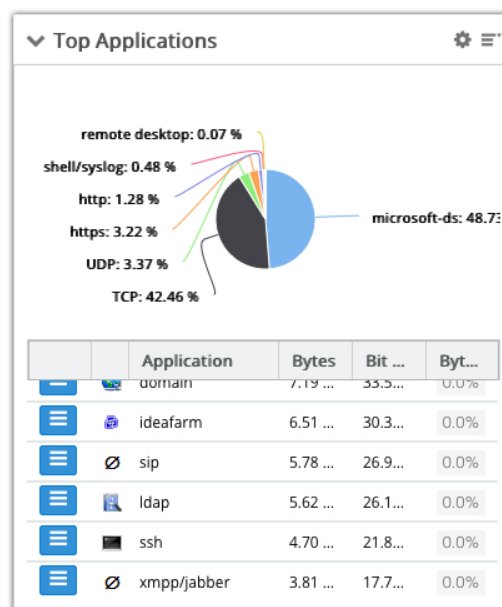 Top Applications
remote desktop: 0.07 %
shell/syslog: 0.48 %
http: 1.28 %
https: 3.22 %
UDP: 3.37 %
TCP: 42.46 %
microsoft-ds: 48.73
Application Bytes Bit ... Byt...
domain 7.19 ... 33.5... 0.0%
ideafarm 6.51 ... 30.3... 0.0%
sip 5.78 ... 26.9... 0.0%
ldap 5.62 ... 26.1... 0.0%
ssh 4.70 ... 21.8... 0.0%
xmpp/jabber 3.81 ... 17.7... 0.0%